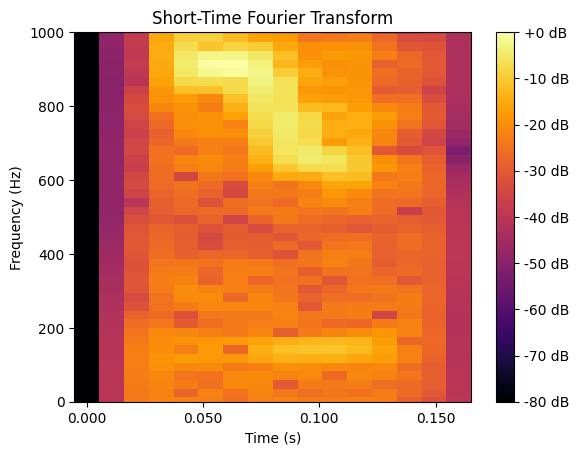 Short-Time Fourier Transform
1000
800
600
400
200
0
Frequency (Hz)
0.000
0.050
0.100
0.150
Time (s)
+0 dB
-10 dB
-20 dB
-30 dB
-40 dB
-50 dB
-60 dB
-70 dB
-80 dB